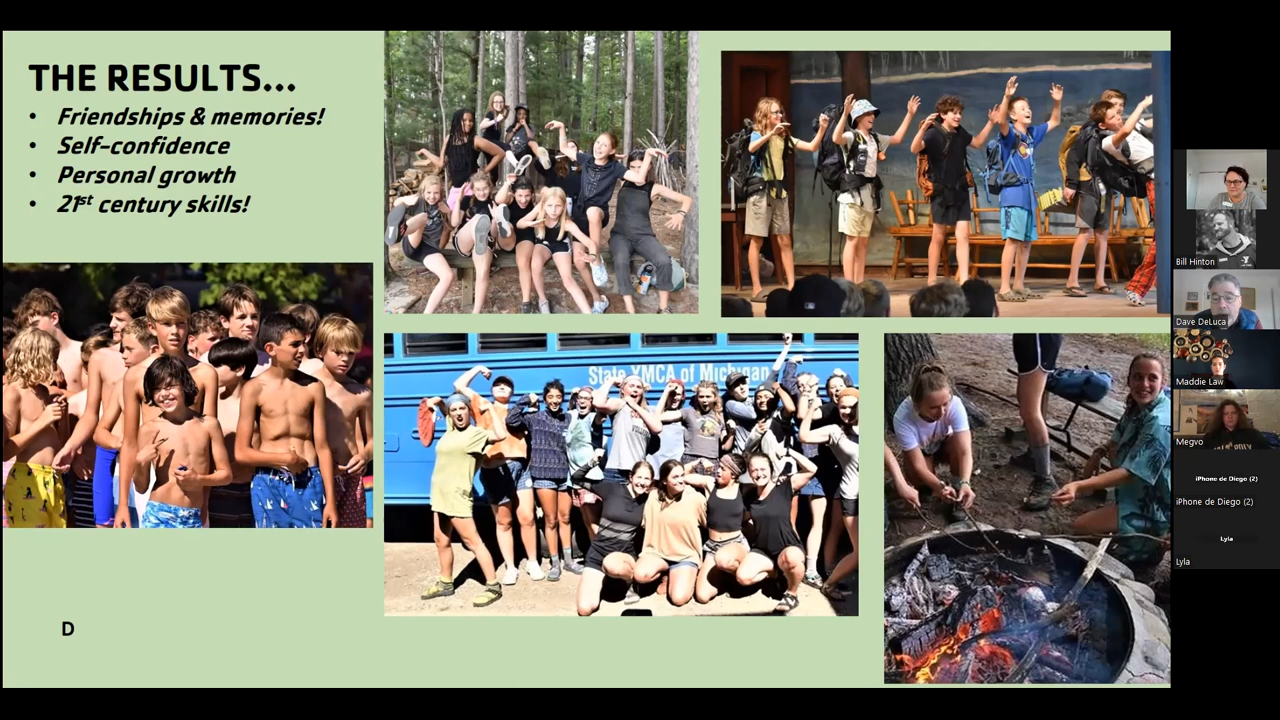 THE RESULTS...
• Friendships & memories!
• Self-confidence
• Personal growth
• 21st century skills!
State YMCA of Michigan
D
Bill Hinton
Dave DeLuca
Maddie Law
Megvo
iPhone de Diego (2)
iPhone de Diego (2)
Lyla
Lyla